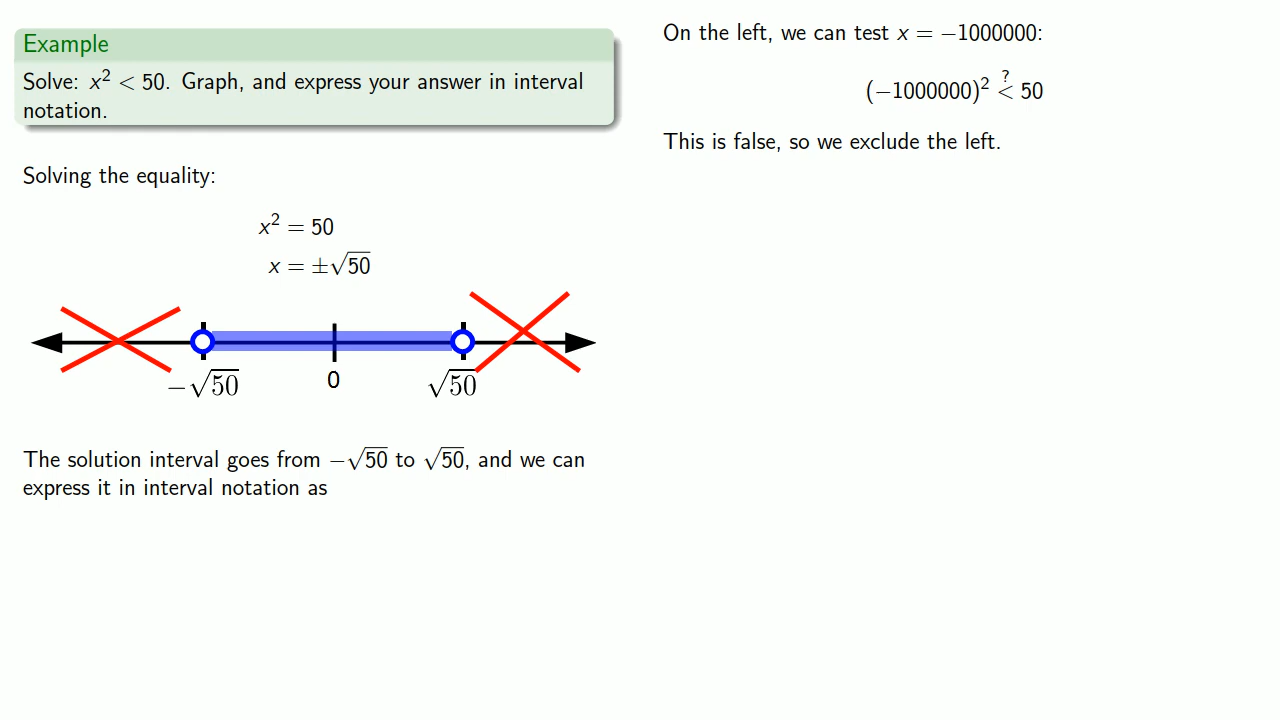 Example
Solve: x² < 50. Graph, and express your answer in interval
notation.
Solving the equality:
x² = 50
x = ±√50
−√50 0 √50
The solution interval goes from −√50 to √50, and we can
express it in interval notation as
On the left, we can test x = −1000000:
(−1000000)² <? 50
This is false, so we exclude the left.